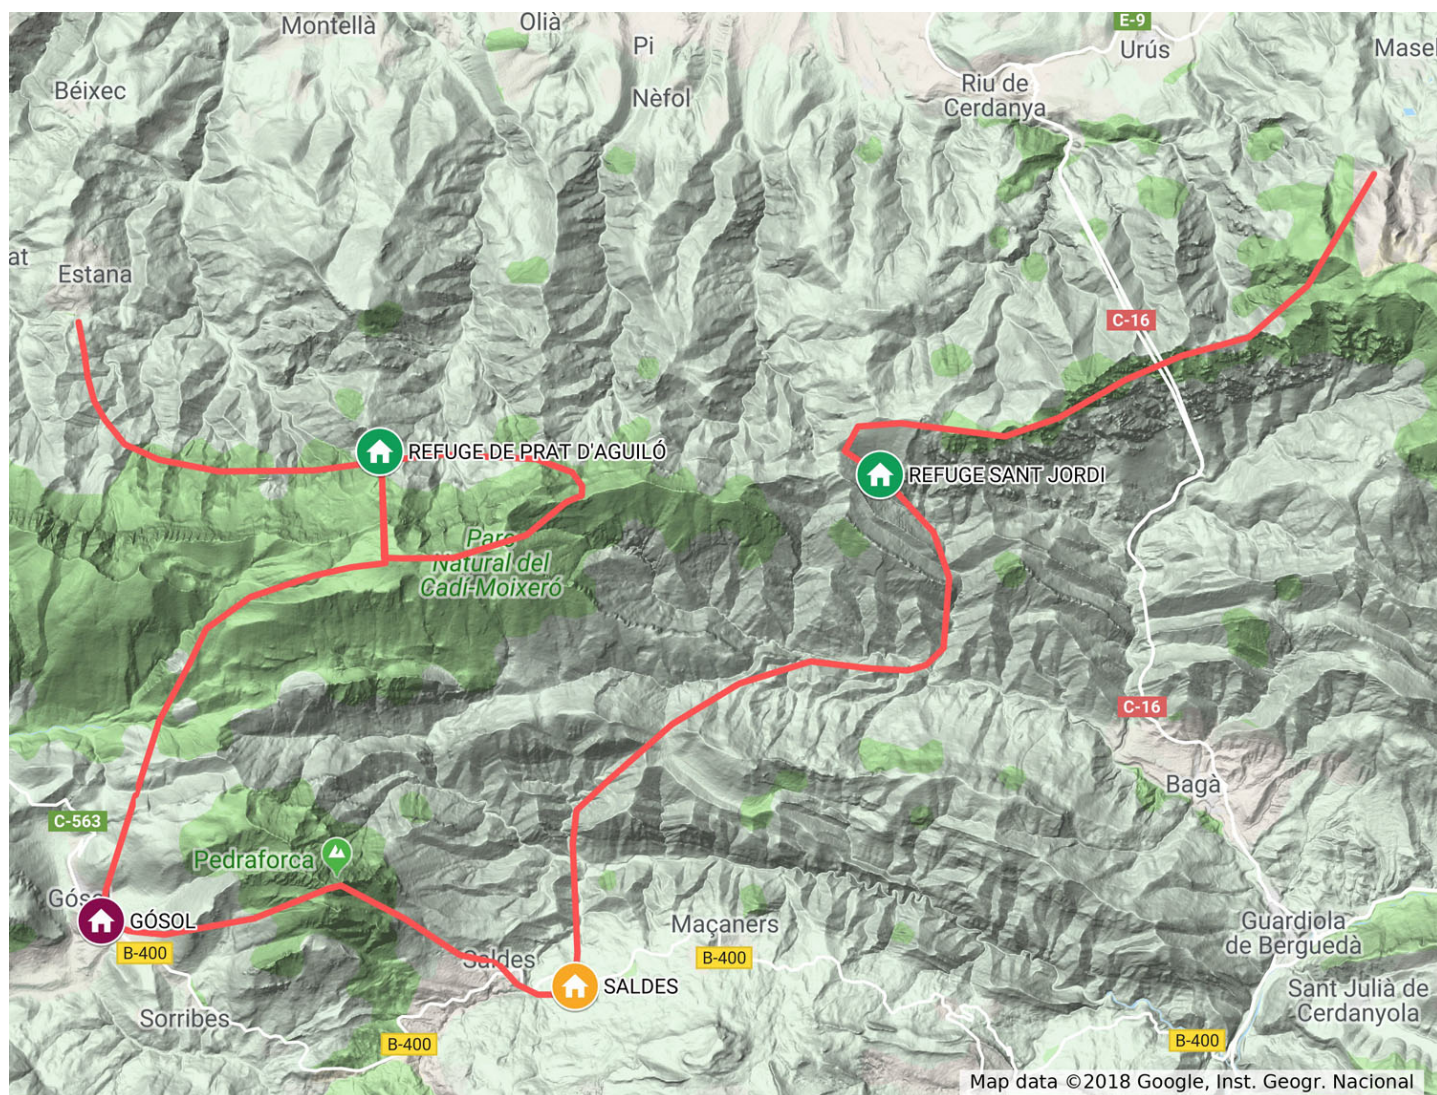 Montellà
Olià
E-9
Pi
Urús
Masel
Béixec
Nèfol
Riu de
Cerdanya
at
Estana
C-16
REFUGE DE PRAT D'AGUILÓ
REFUGE SANT JORDI
Parc
Natural del
Cadí-Moixeró
C-16
Bagà
C-563
Pedraforca
Góso
GÓSOL
Maçaners
Guardiola
de Berguedà
B-400
Saldes
B-400
SALDES
Sorribes
Sant Julià de
Cerdanyola
B-400
B-400
Map data ©2018 Google, Inst. Geogr. Nacional